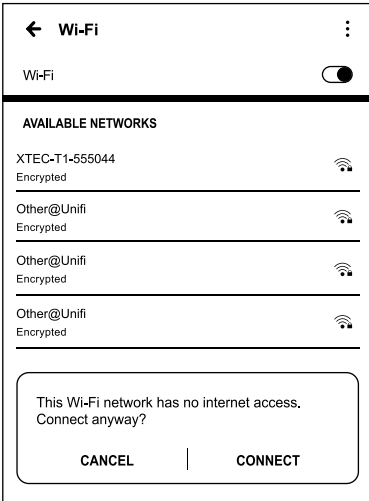 Wi-Fi
Wi-Fi
AVAILABLE NETWORKS
XTEC-T1-555044
Encrypted
Other@Unifi
Encrypted
Other@Unifi
Encrypted
Other@Unifi
Encrypted
This Wi-Fi network has no internet access.
Connect anyway?
CANCEL CONNECT